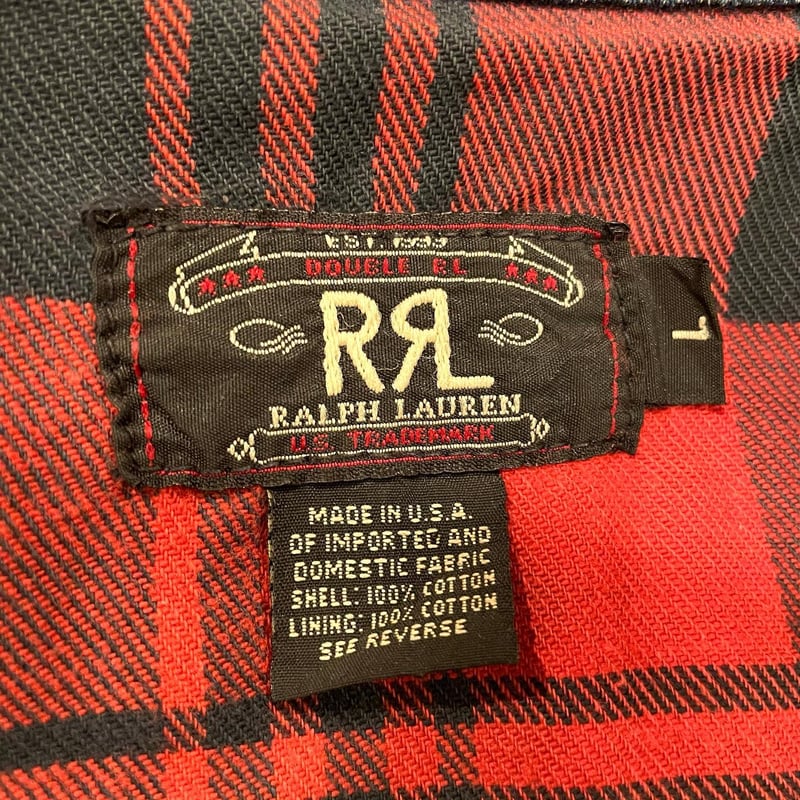 EST 1993
DOUBLE RL
RRL
RALPH LAUREN
U.S. TRADEMARK
L
MADE IN U.S.A.
OF IMPORTED AND
DOMESTIC FABRIC
SHELL: 100% COTTON
LINING: 100% COTTON
SEE REVERSE